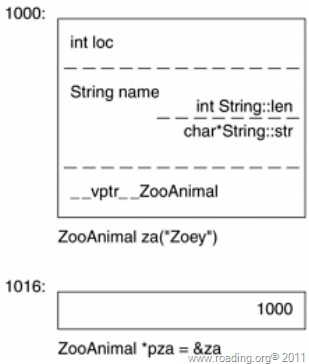 1000:
int loc
String name
int String::len
char*String::str
__vptr__ZooAnimal
ZooAnimal za("Zoey")
1016:
1000
ZooAnimal *pza = &za
www.roading.org® 2011